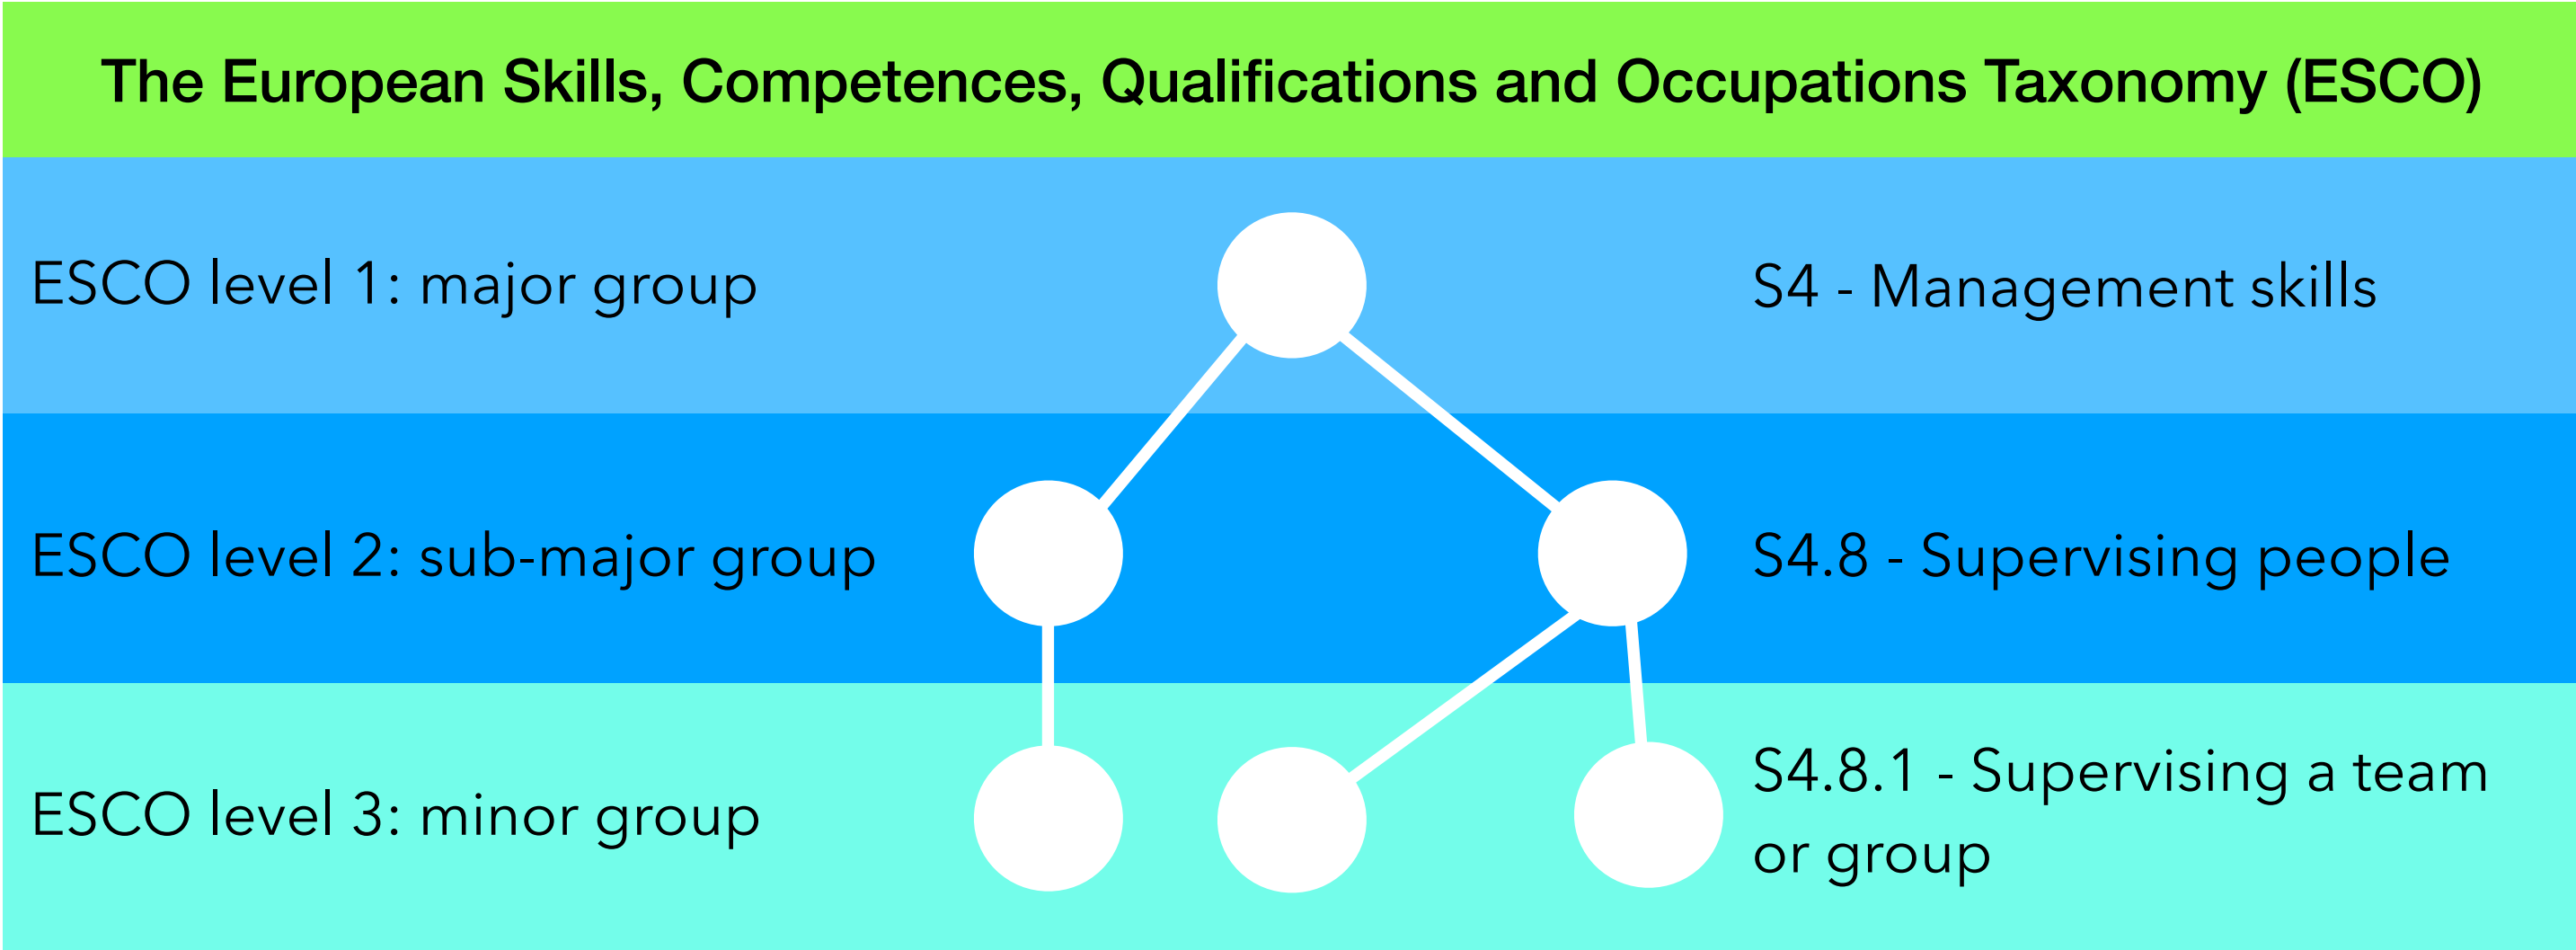 The European Skills, Competences, Qualifications and Occupations Taxonomy (ESCO)
ESCO level 1: major group
S4 - Management skills
ESCO level 2: sub-major group
S4.8 - Supervising people
ESCO level 3: minor group
S4.8.1 - Supervising a team
or group